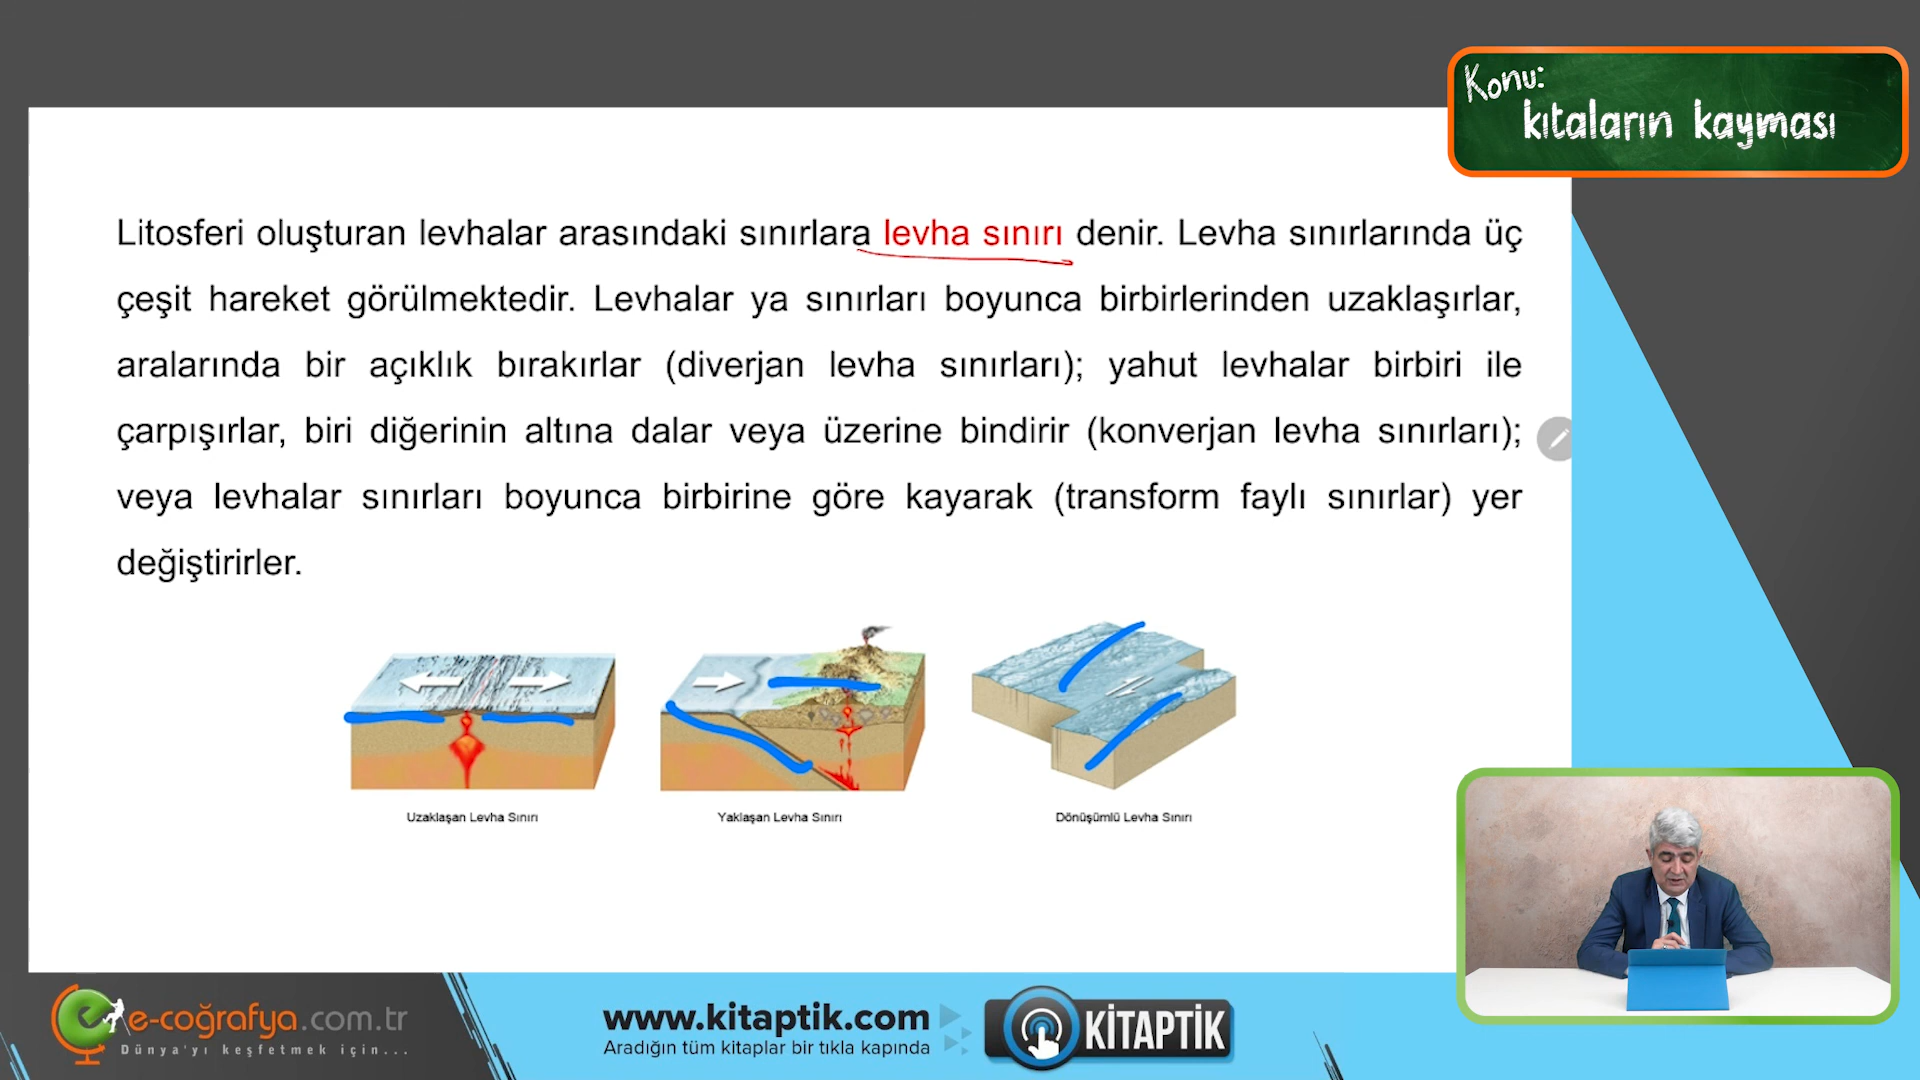 Konu:
kıtaların kayması
Litosferi oluşturan levhalar arasındaki sınırlara levha sınırı denir. Levha sınırlarında üç
çeşit hareket görülmektedir. Levhalar ya sınırları boyunca birbirlerinden uzaklaşırlar,
aralarında bir açıklık bırakırlar (diverjan levha sınırları); yahut levhalar birbiri ile
çarpışırlar, biri diğerinin altına dalar veya üzerine bindirir (konverjan levha sınırları);
veya levhalar sınırları boyunca birbirine göre kayarak (transform faylı sınırlar) yer
değiştirirler.
Uzaklaşan Levha Sınırı
Yaklaşan Levha Sınırı
Dönüşümlü Levha Sınırı
e-coğrafya.com.tr
Dünya'yı keşfetmek için...
www.kitaptik.com
Aradığın tüm kitaplar bir tıkla kapında
KİTAPTIK